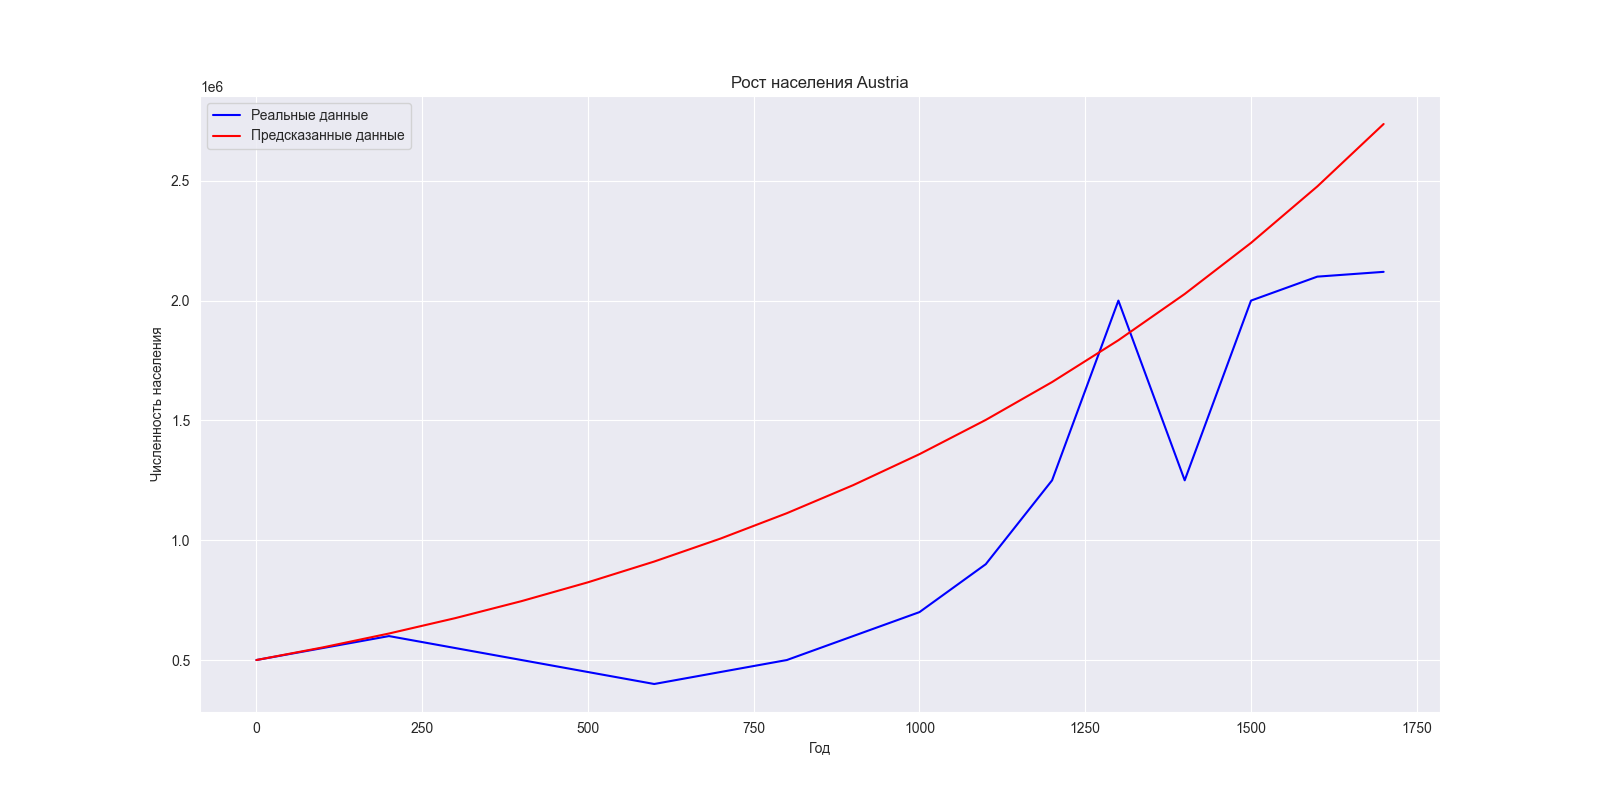 Рост населения Austria
1e6
Реальные данные
Предсказанные данные
2.5
2.0
1.5
1.0
0.5
Численность населения
0 250 500 750 1000 1250 1500 1750
Год